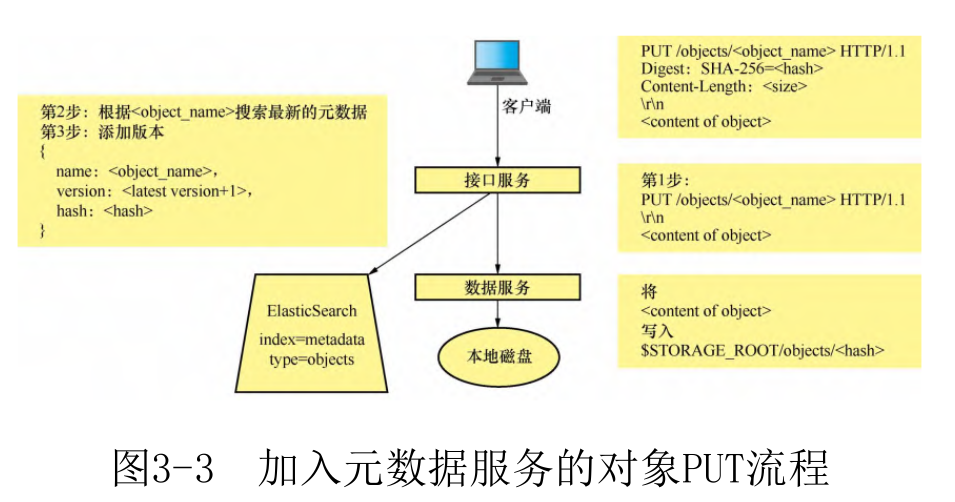 PUT /objects/<object_name> HTTP/1.1
Digest：SHA-256=<hash>
Content-Length：<size>
\r\n
<content of object>
客户端
第2步：根据<object_name>搜索最新的元数据
第3步：添加版本
{
name：<object_name>，
version：<latest version+1>，
hash：<hash>
}
接口服务
第1步：
PUT /objects/<object_name> HTTP/1.1
\r\n
<content of object>
数据服务
ElasticSearch
index=metadata
type=objects
本地磁盘
将
<content of object>
写入
$STORAGE_ROOT/objects/<hash>
图3-3 加入元数据服务的对象PUT流程